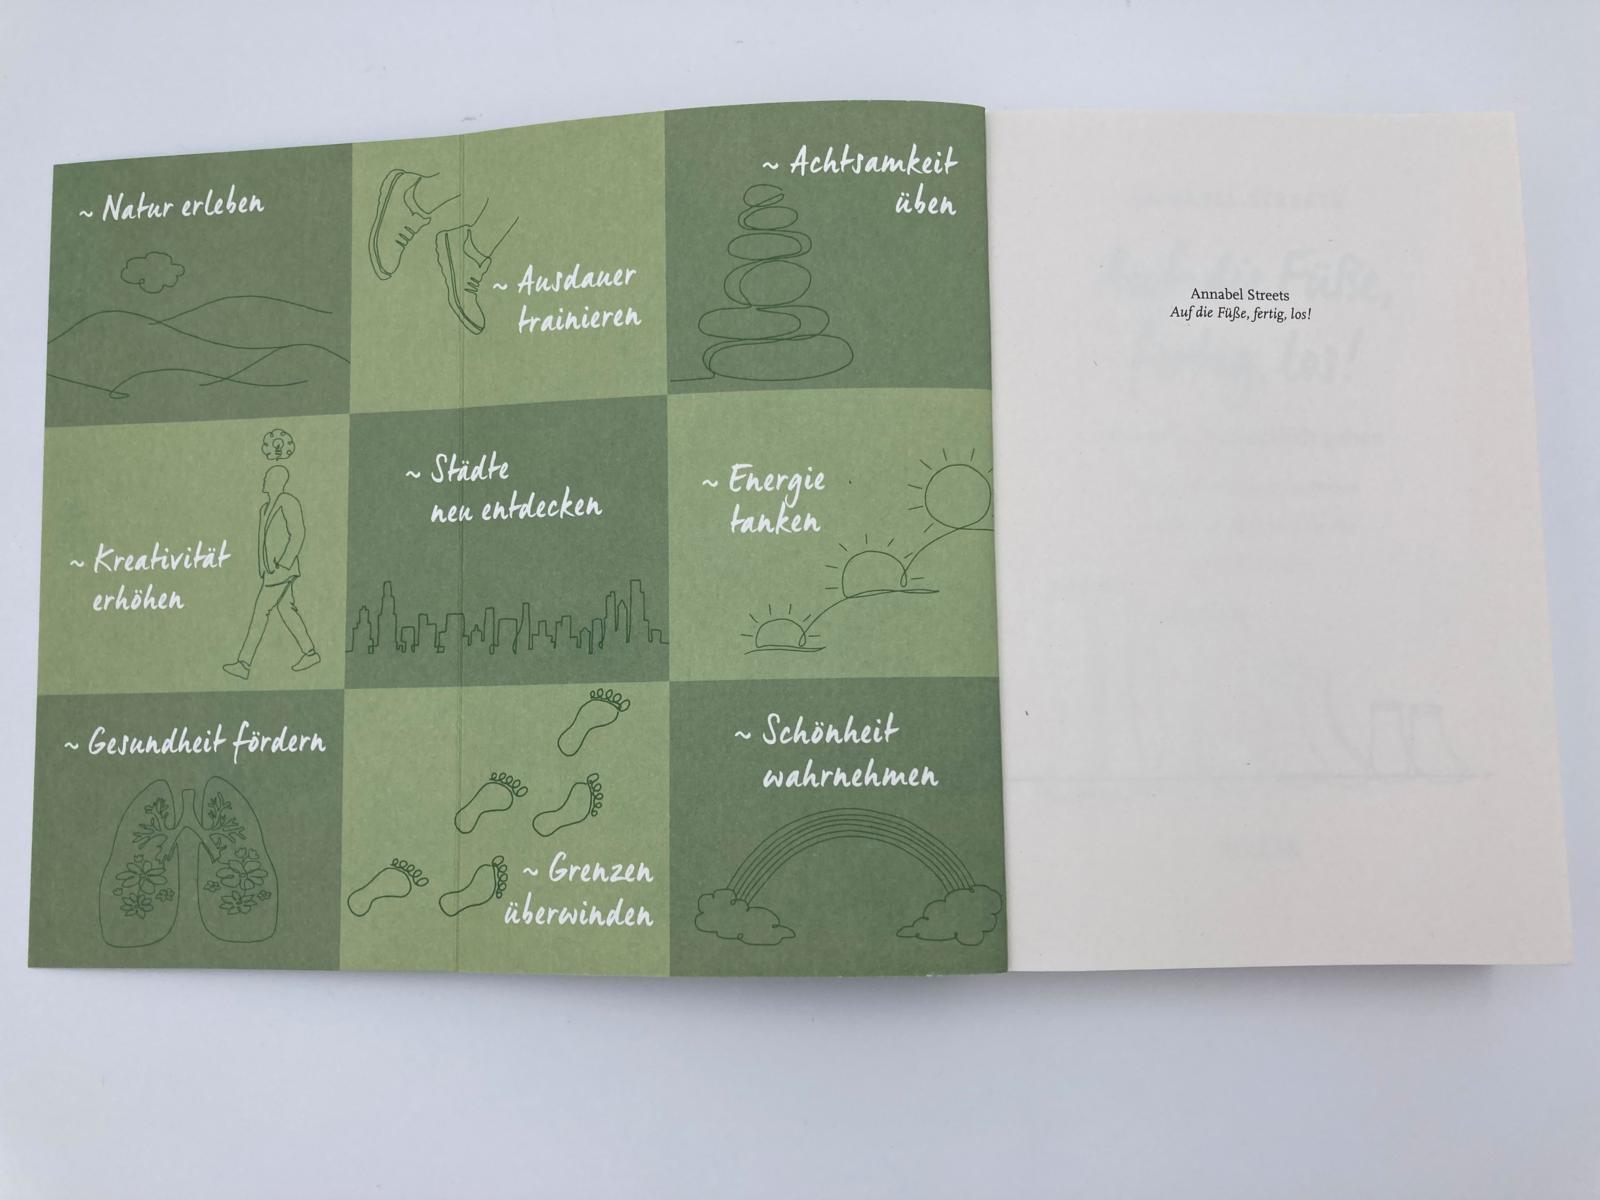 ~ Natur erleben
~ Ausdauer
trainieren
~ Achtsamkeit
üben
~ Kreativität
erhöhen
~ Städte
neu entdecken
~ Energie
tanken
~ Gesundheit fördern
~ Grenzen
überwinden
~ Schönheit
wahrnehmen
Annabel Streets
Auf die Füße, fertig, los!